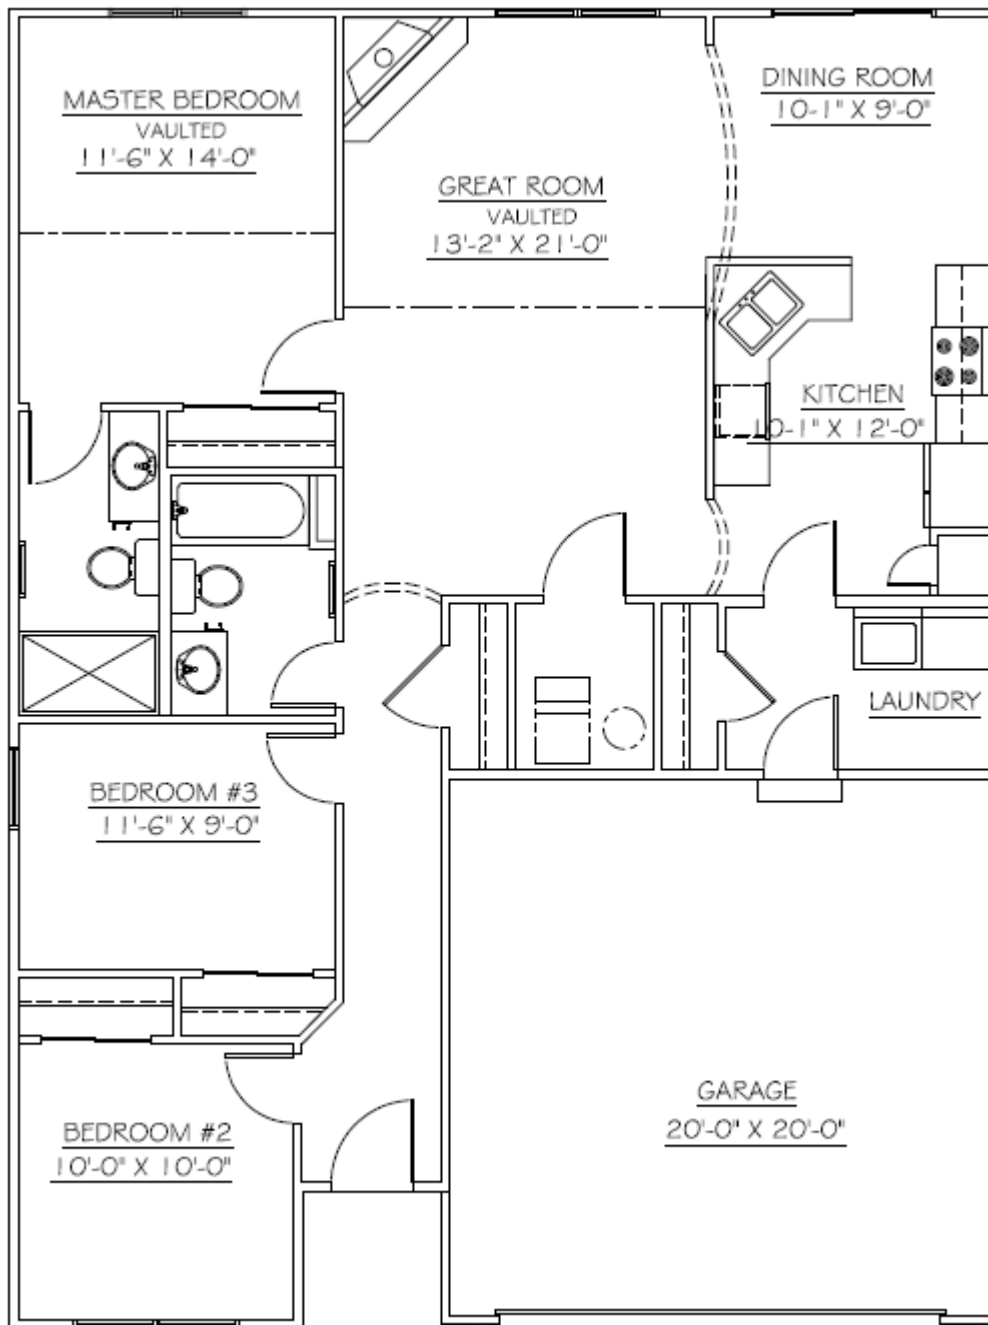 MASTER BEDROOM
VAULTED
11'-6" X 14'-0"
GREAT ROOM
VAULTED
13'-2" X 21'-0"
DINING ROOM
10-1" X 9'-0"
KITCHEN
10-1" X 12'-0"
LAUNDRY
BEDROOM #3
11'-6" X 9'-0"
BEDROOM #2
10'-0" X 10'-0"
GARAGE
20'-0" X 20'-0"